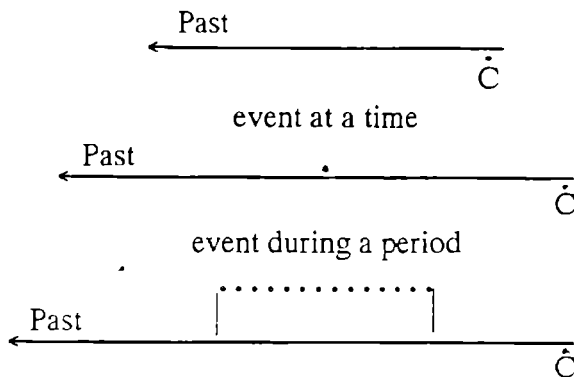 Past
Ċ
event at a time
Past
Ċ
event during a period
Past
Ċ